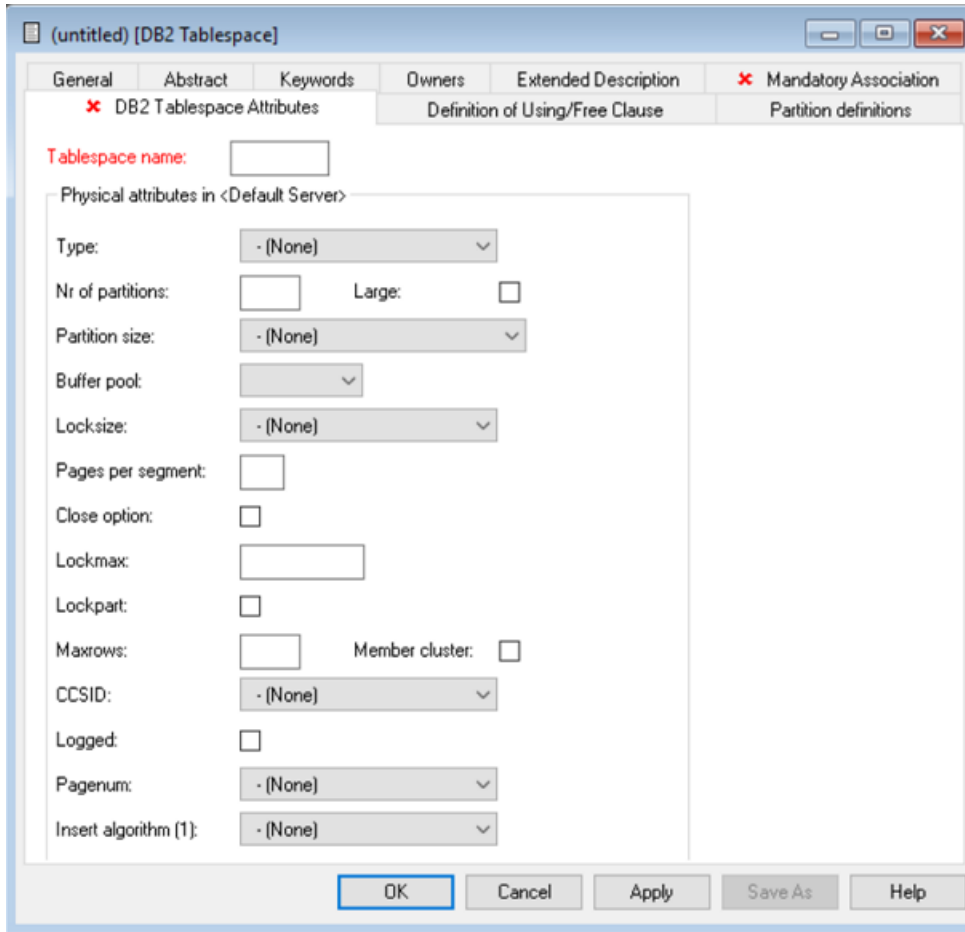 (untitled) [DB2 Tablespace]
General Abstract Keywords Owners Extended Description Mandatory Association
DB2 Tablespace Attributes Definition of Using/Free Clause Partition definitions
Tablespace name:
Physical attributes in <Default Server>
Type: - (None)
Nr of partitions: Large:
Partition size: - (None)
Buffer pool:
Locksize: - (None)
Pages per segment:
Close option:
Lockmax:
Lockpart:
Maxrows: Member cluster:
CCSID: - (None)
Logged:
Pagenum: - (None)
Insert algorithm (1): - (None)
OK Cancel Apply Save As Help